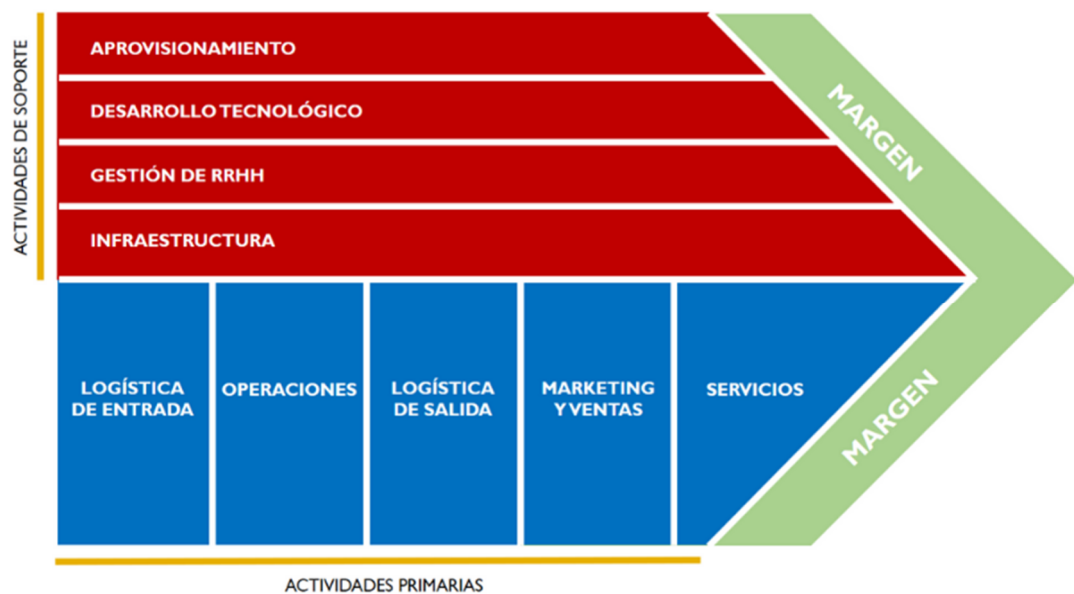 ACTIVIDADES DE SOPORTE
APROVISIONAMIENTO
DESARROLLO TECNOLÓGICO
GESTIÓN DE RRHH
INFRAESTRUCTURA
MARGEN
LOGÍSTICA
DE ENTRADA
OPERACIONES
LOGÍSTICA
DE SALIDA
MARKETING
Y VENTAS
SERVICIOS
MARGEN
ACTIVIDADES PRIMARIAS